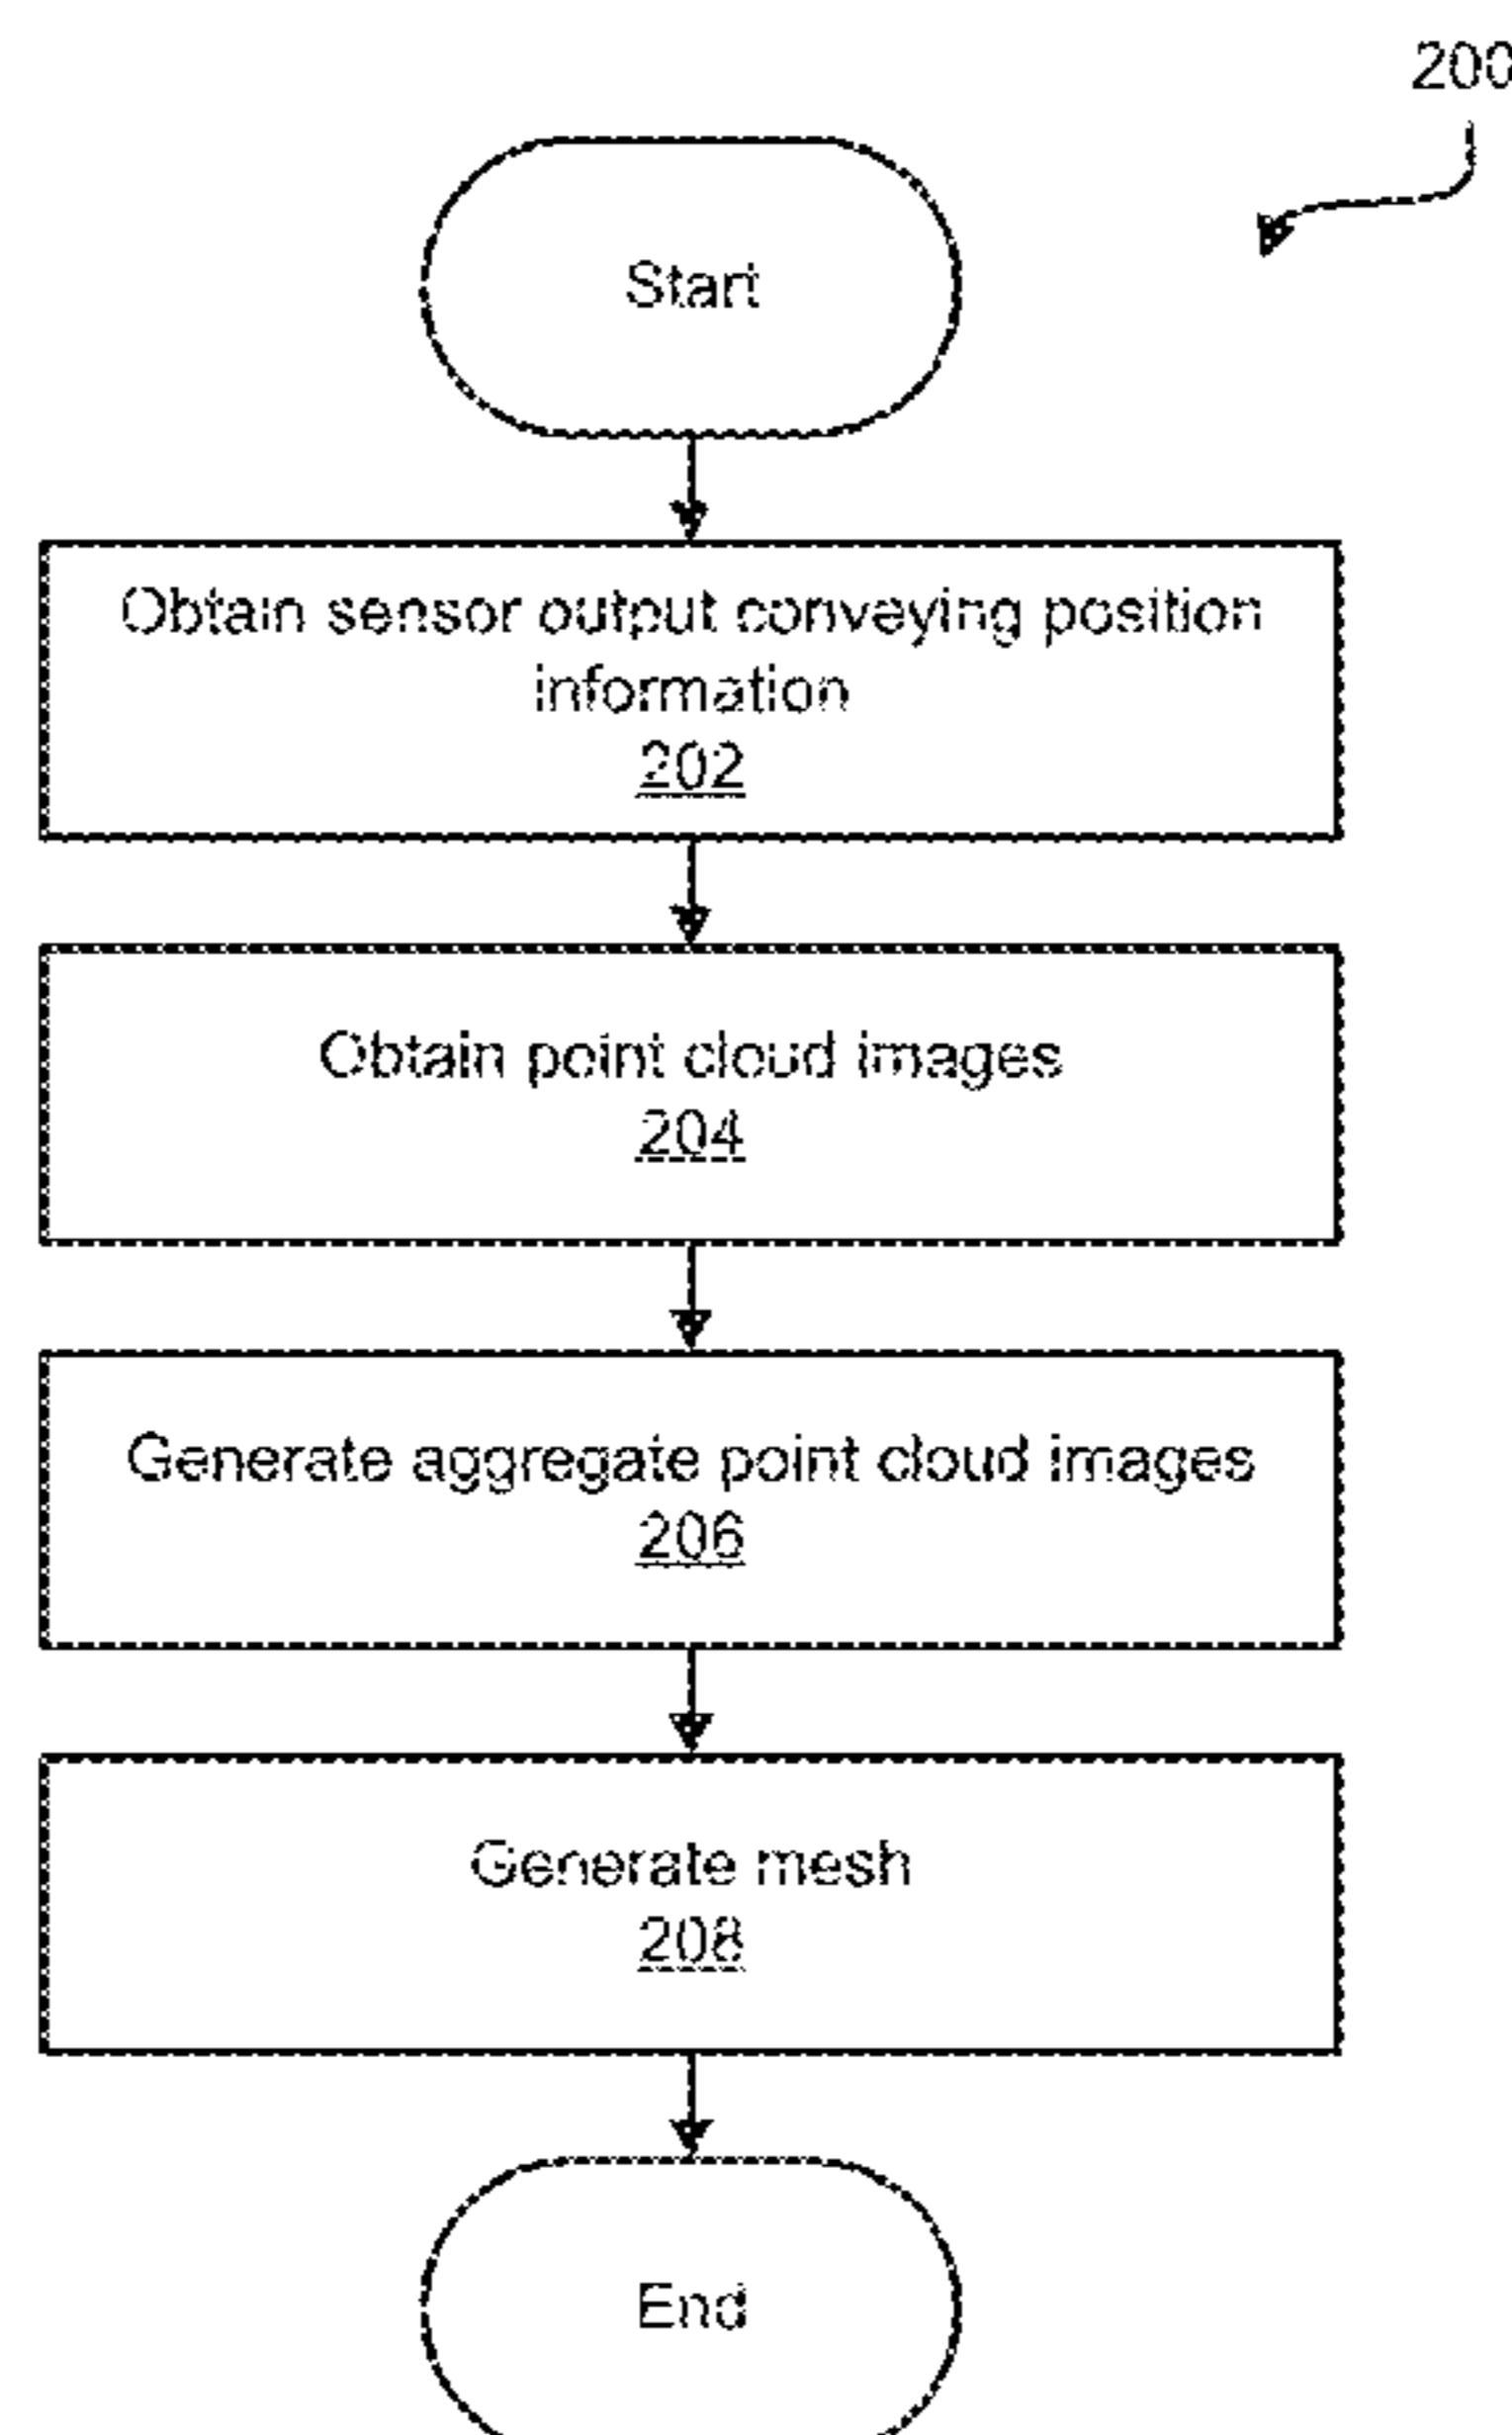 200
Start
Obtain sensor output conveying position
information
202
Obtain point cloud images
204
Generate aggregate point cloud images
206
Generate mesh
208
End